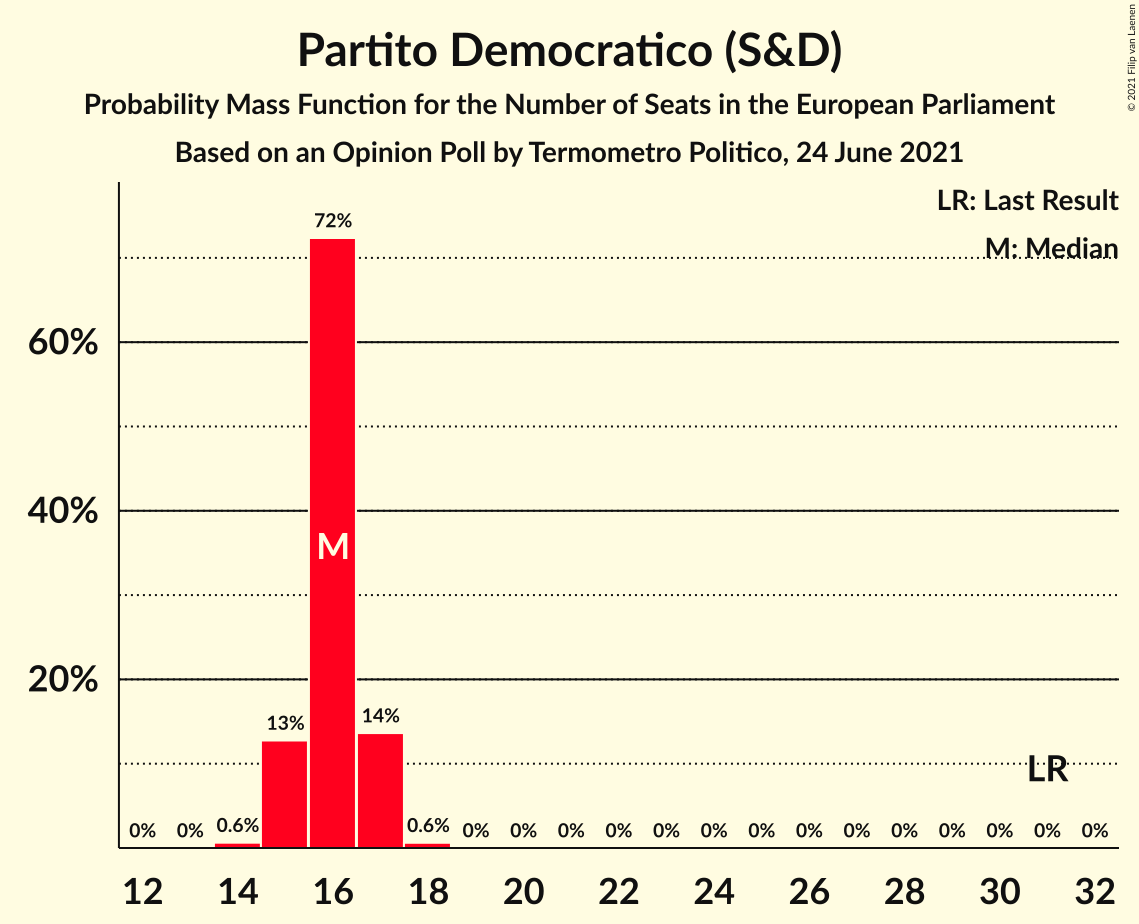 Partito Democratico (S&D)
Probability Mass Function for the Number of Seats in the European Parliament
Based on an Opinion Poll by Termometro Politico, 24 June 2021
© 2021 Filip van Laenen
LR: Last Result
M: Median
72%
60%
40%
M
20%
13%
14%
LR
0%
0%
0.6%
0.6%
0%
0%
0%
0%
0%
0%
0%
0%
0%
0%
0%
0%
0%
0%
12 14 16 18 20 22 24 26 28 30 32